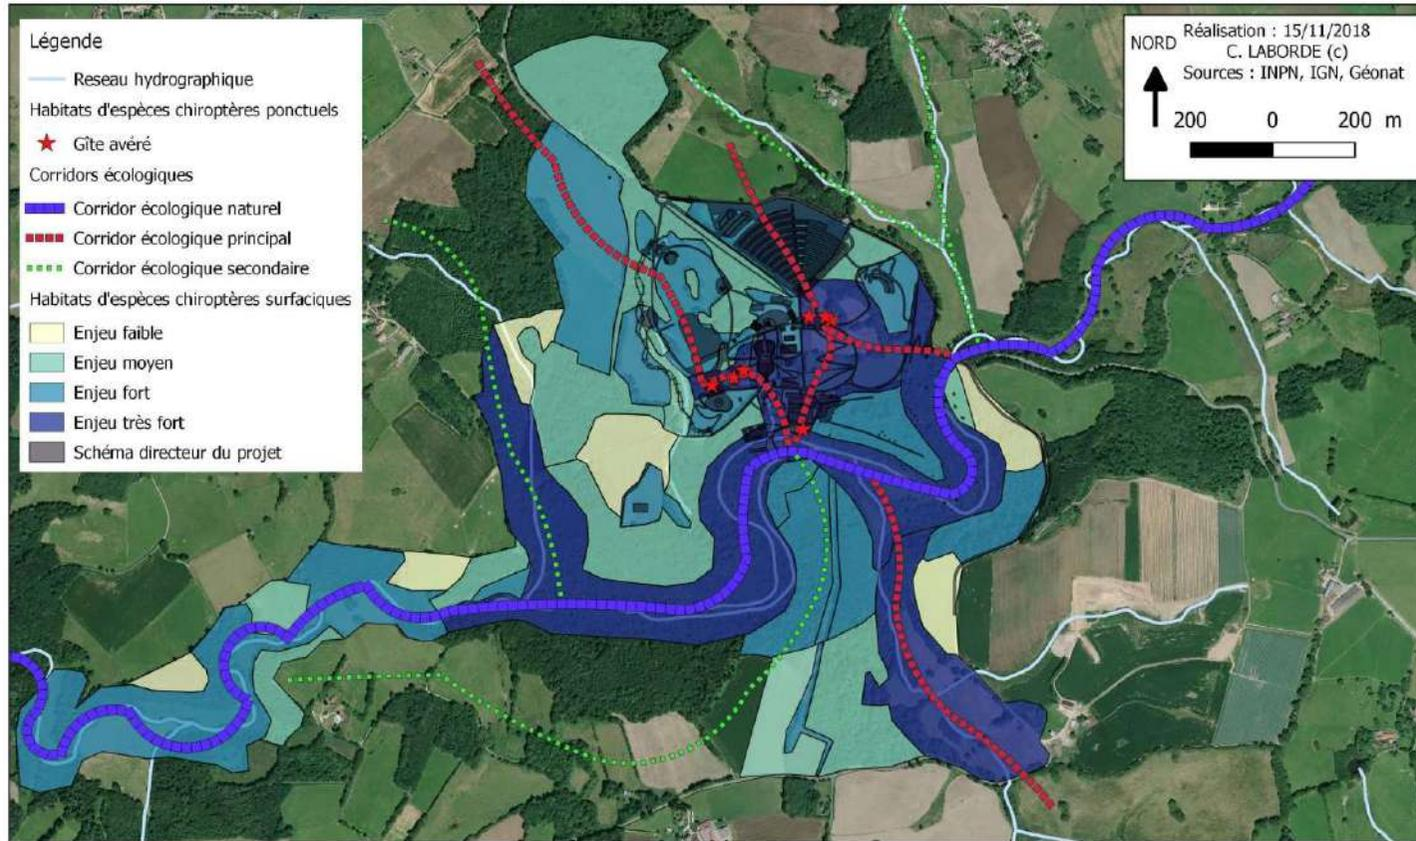 Légende
Reseau hydrographique
Habitats d'espèces chiroptères ponctuels
Gîte avéré
Corridors écologiques
Corridor écologique naturel
Corridor écologique principal
Corridor écologique secondaire
Habitats d'espèces chiroptères surfaciques
Enjeu faible
Enjeu moyen
Enjeu fort
Enjeu très fort
Schéma directeur du projet
NORD
Réalisation : 15/11/2018
C. LABORDE (c)
Sources : INPN, IGN, Géonat
200 0 200 m